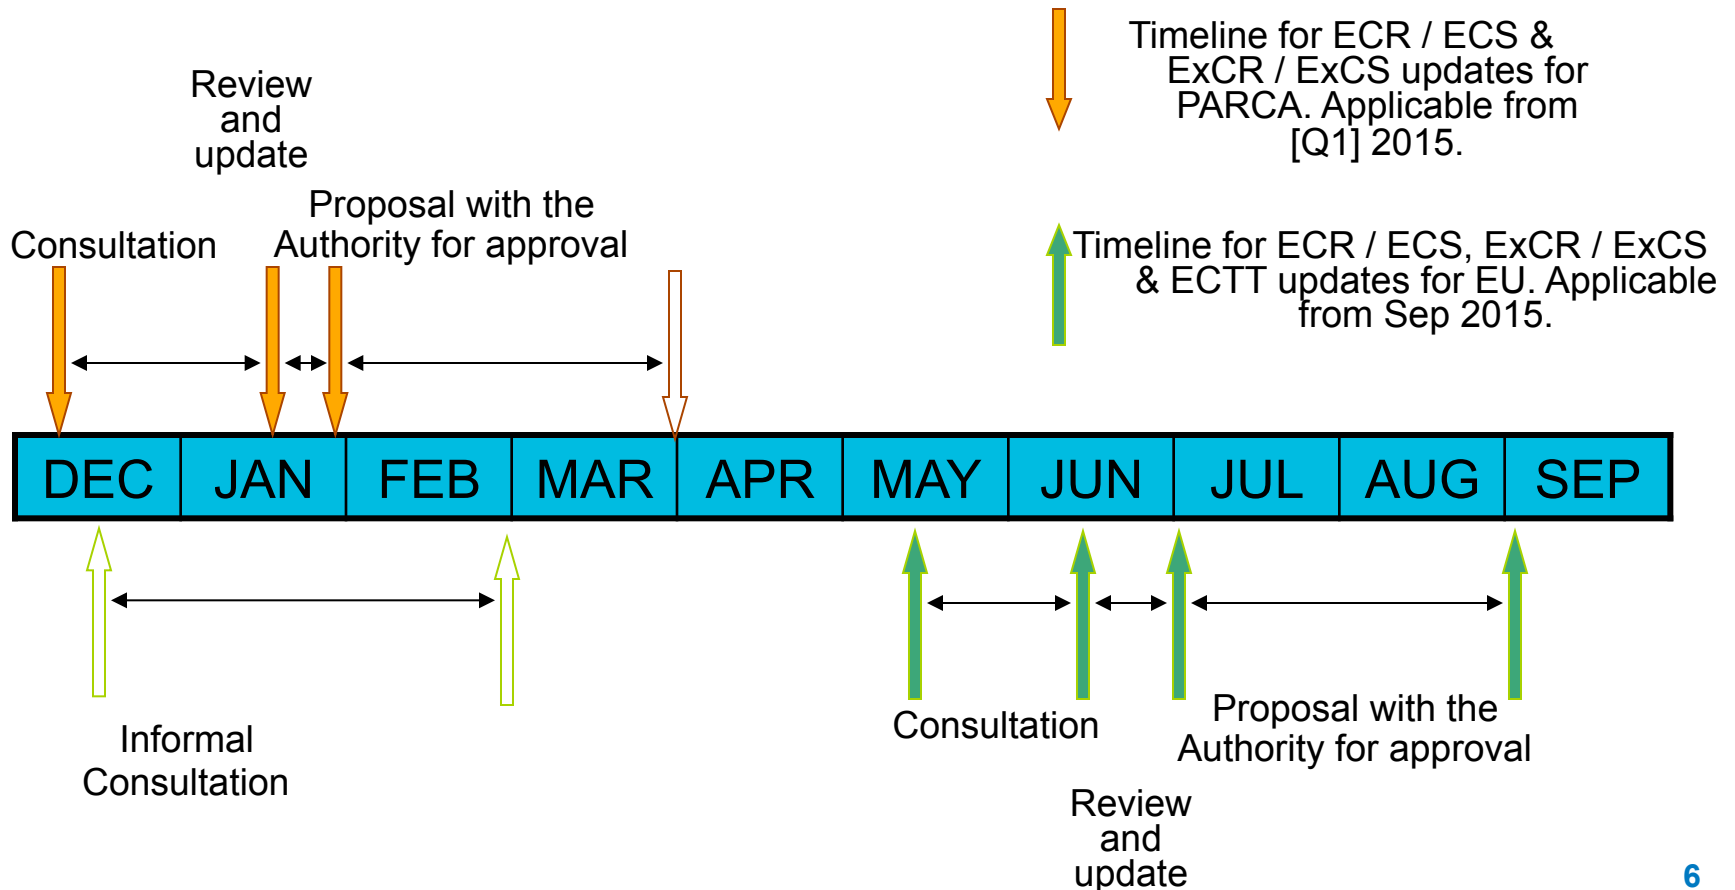 Timeline for ECR / ECS &
ExCR / ExCS updates for
PARCA. Applicable from
[Q1] 2015.
Review
and
update
Proposal with the
Authority for approval
Consultation
Timeline for ECR / ECS, ExCR / ExCS
& ECTT updates for EU. Applicable
from Sep 2015.
DEC JAN FEB MAR APR MAY JUN JUL AUG SEP
Informal
Consultation
Consultation
Proposal with the
Authority for approval
Review
and
update
6